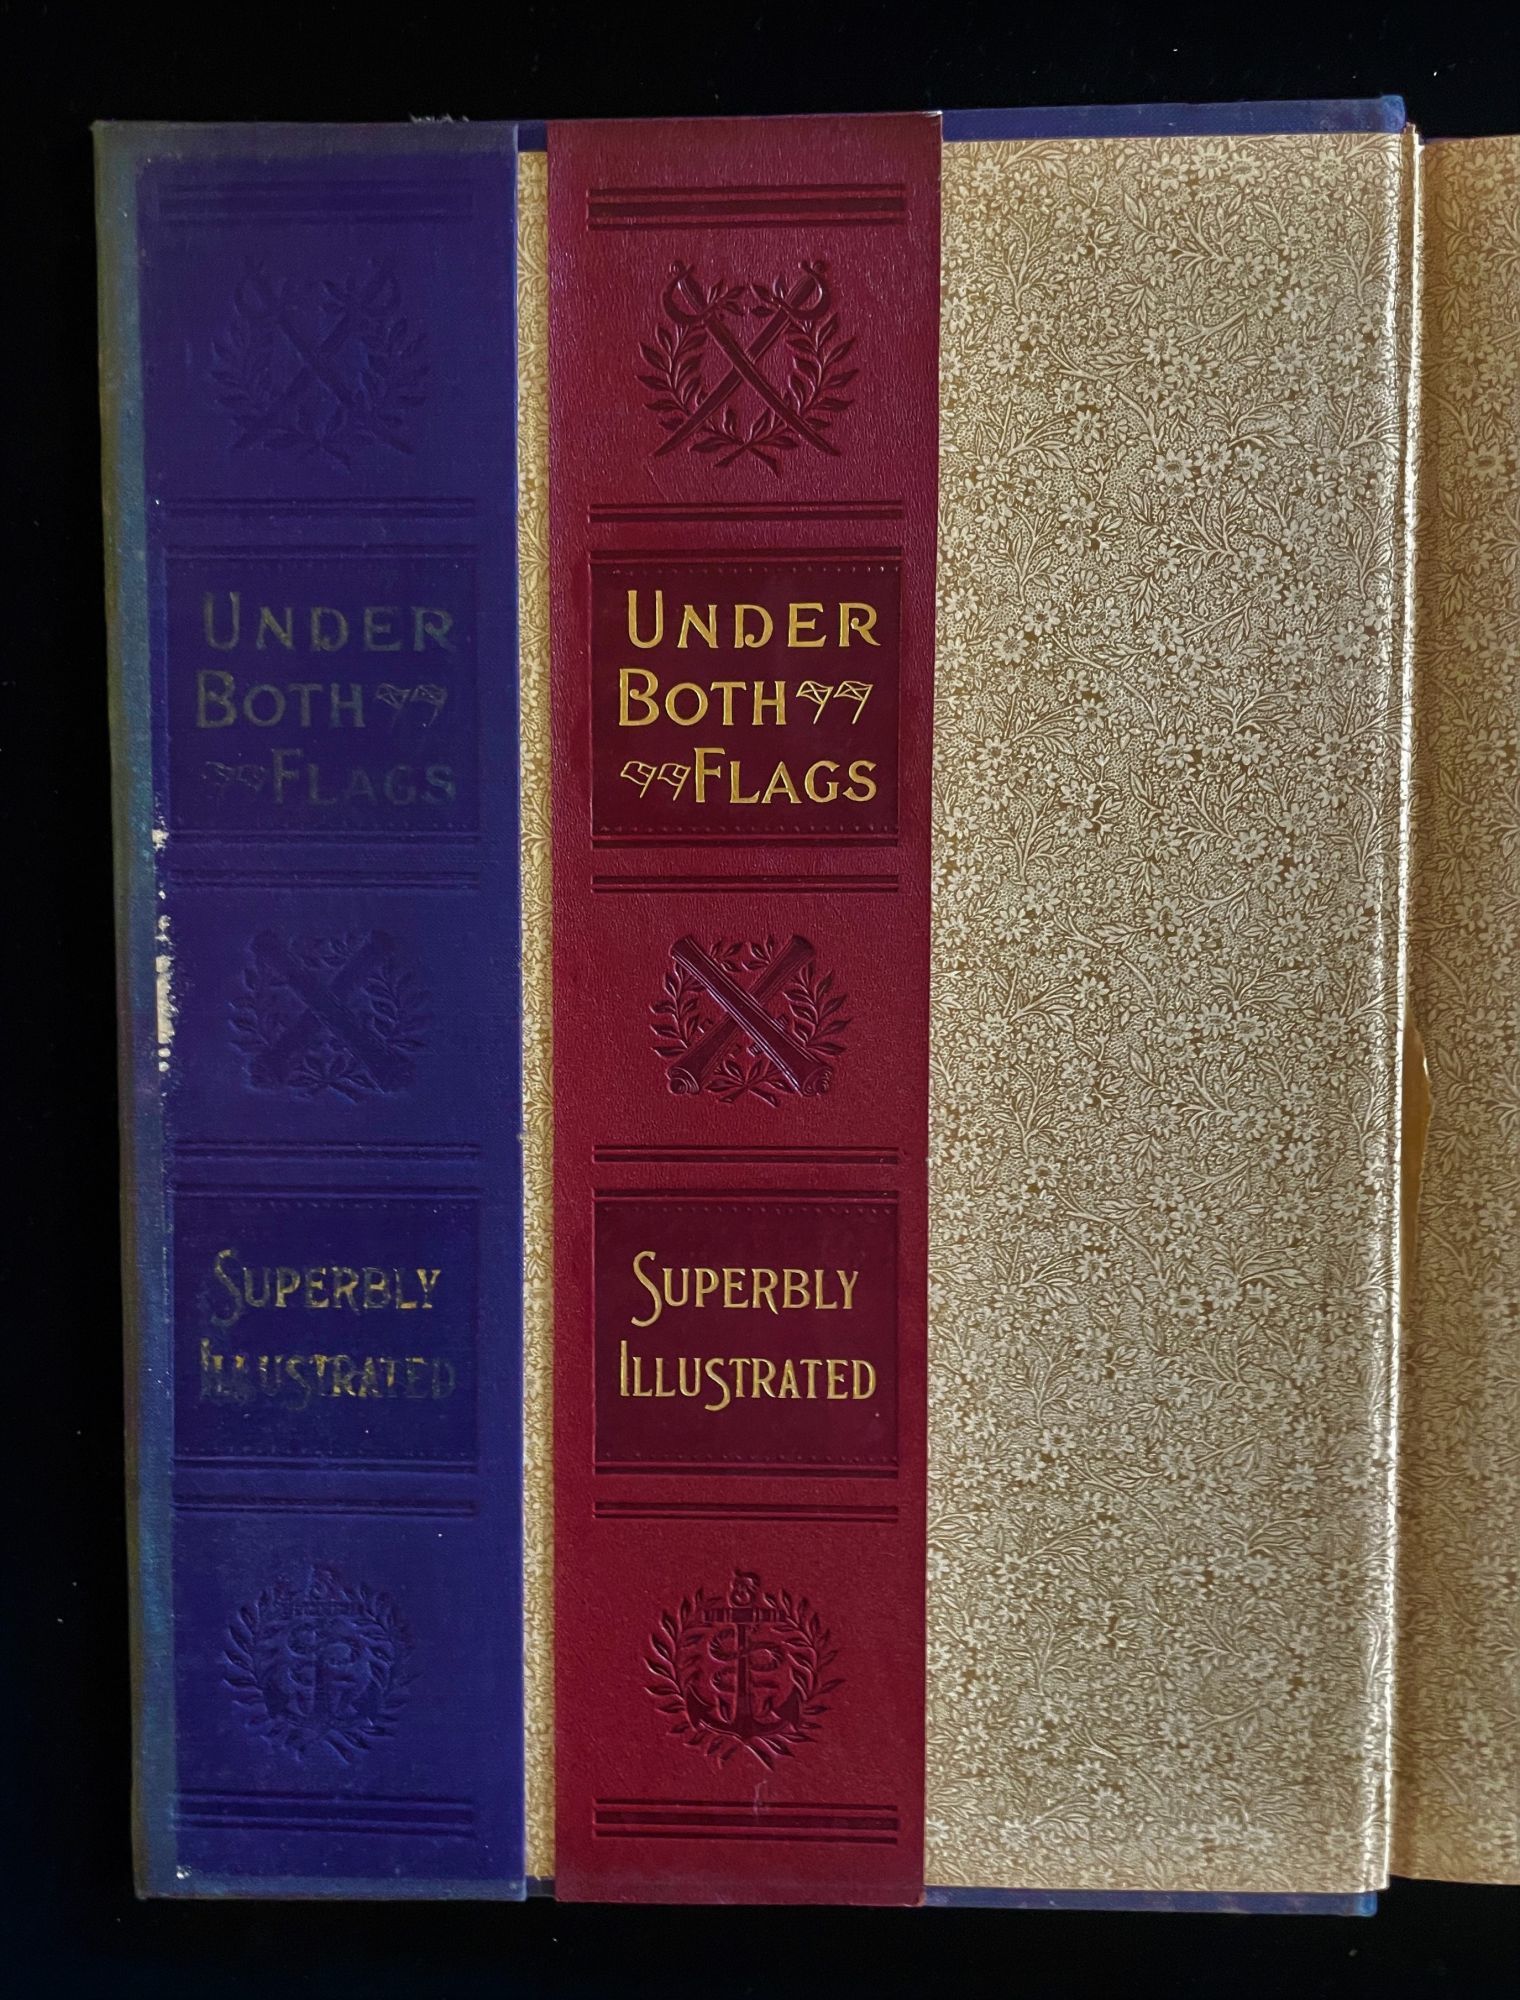 UNDER
BOTH
FLAGS
SUPERBLY
ILLUSTRATED
UNDER
BOTH
FLAGS
SUPERBLY
ILLUSTRATED